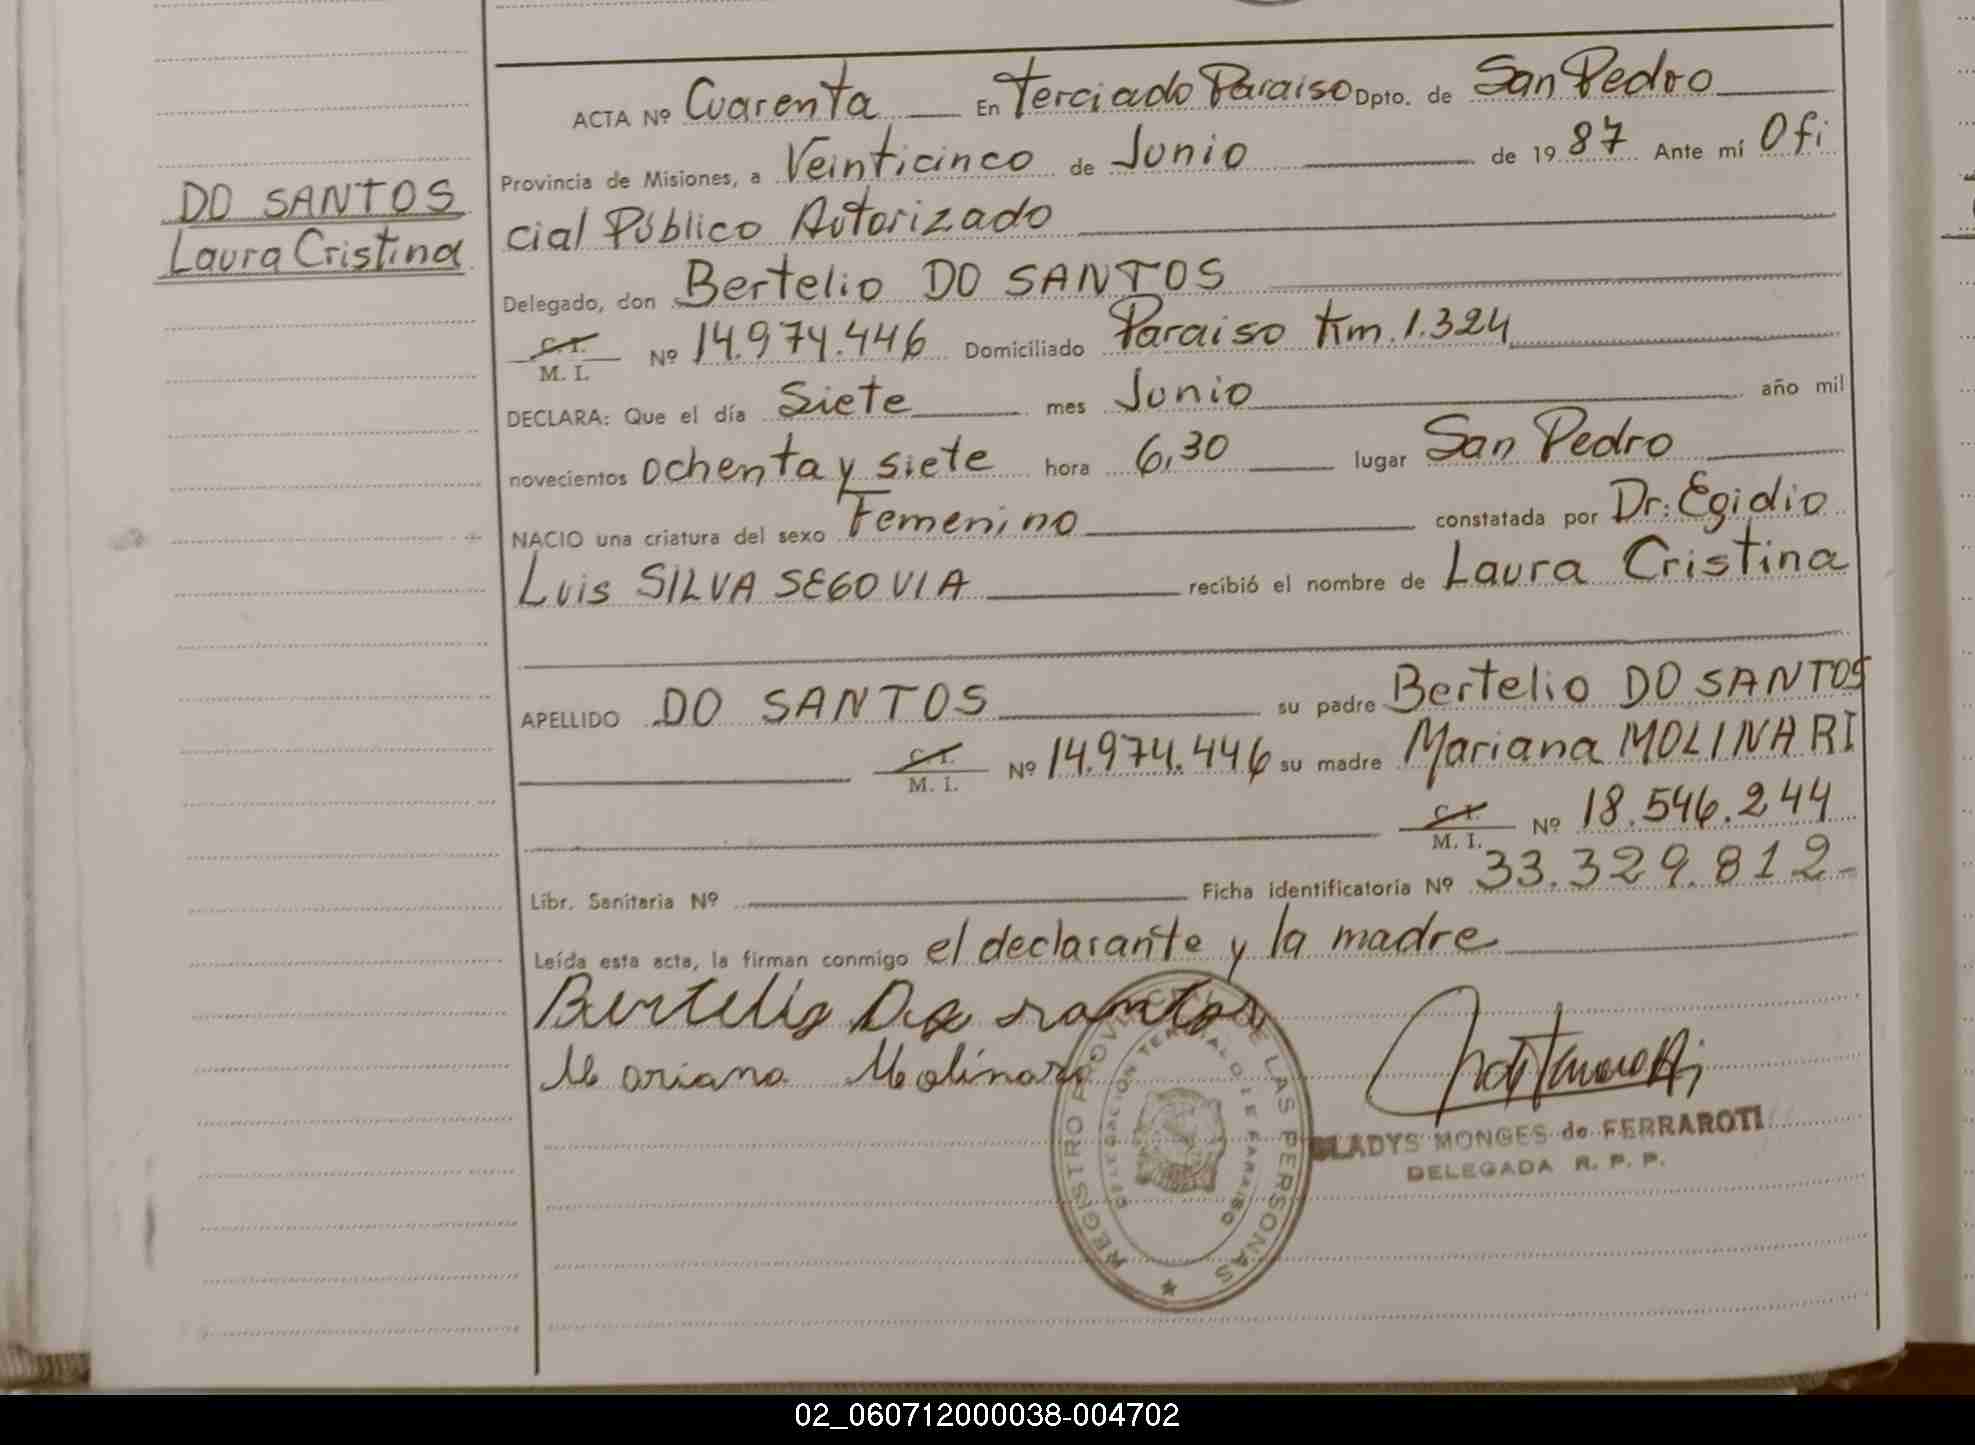 DO SANTOS
Laura Cristina
ACTA Nº Cuarenta En Terciado Paraiso Dpto. de San Pedro
Provincia de Misiones, a Veinticinco de Junio de 1987 Ante mí Ofi
cial Público Autorizado
Delegado, don Bertelio DO SANTOS
C. I.
M. I. Nº 14.974.446 Domiciliado Paraiso Km. 1.324
DECLARA: Que el día Siete mes Junio año mil
novecientos ochenta y siete hora 6,30 lugar San Pedro
NACIO una criatura del sexo Femenino constatada por Dr. Egidio
Luis SILVA SEGOVIA recibió el nombre de Laura Cristina
APELLIDO DO SANTOS su padre Bertelio DO SANTOS
C. I.
M. I. Nº 14.974.446 su madre Mariana MOLINARI
C. I.
M. I. Nº 18.546.244
Libr. Sanitaria Nº Ficha identificatoria Nº 33.329.812-
Leída esta acta, la firman conmigo el declarante y la madre
Bertelio Do santos
Mariana Molinari
REGISTRO PROVINCIAL DE LAS PERSONAS
GLADYS MONGES de FERRAROTI
DELEGADA R. P. P.
02_060712000038-004702